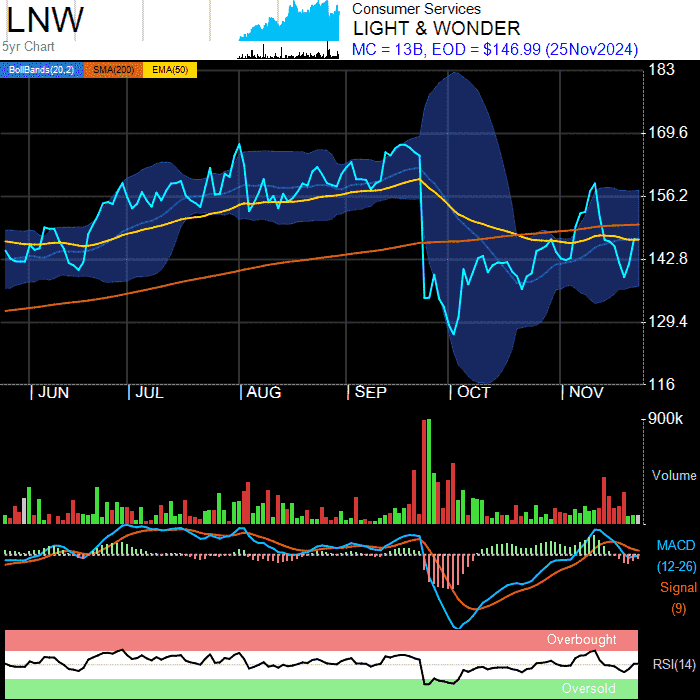 LNW
5yr Chart
Consumer Services
LIGHT & WONDER
MC = 13B, EOD = $146.99 (25Nov2024)
BollBands(20,2) SMA(200) EMA(50)
183
169.6
156.2
142.8
129.4
116
JUN JUL AUG SEP OCT NOV
900k
Volume
MACD
(12-26)
Signal
(9)
Overbought
RSI(14)
Oversold